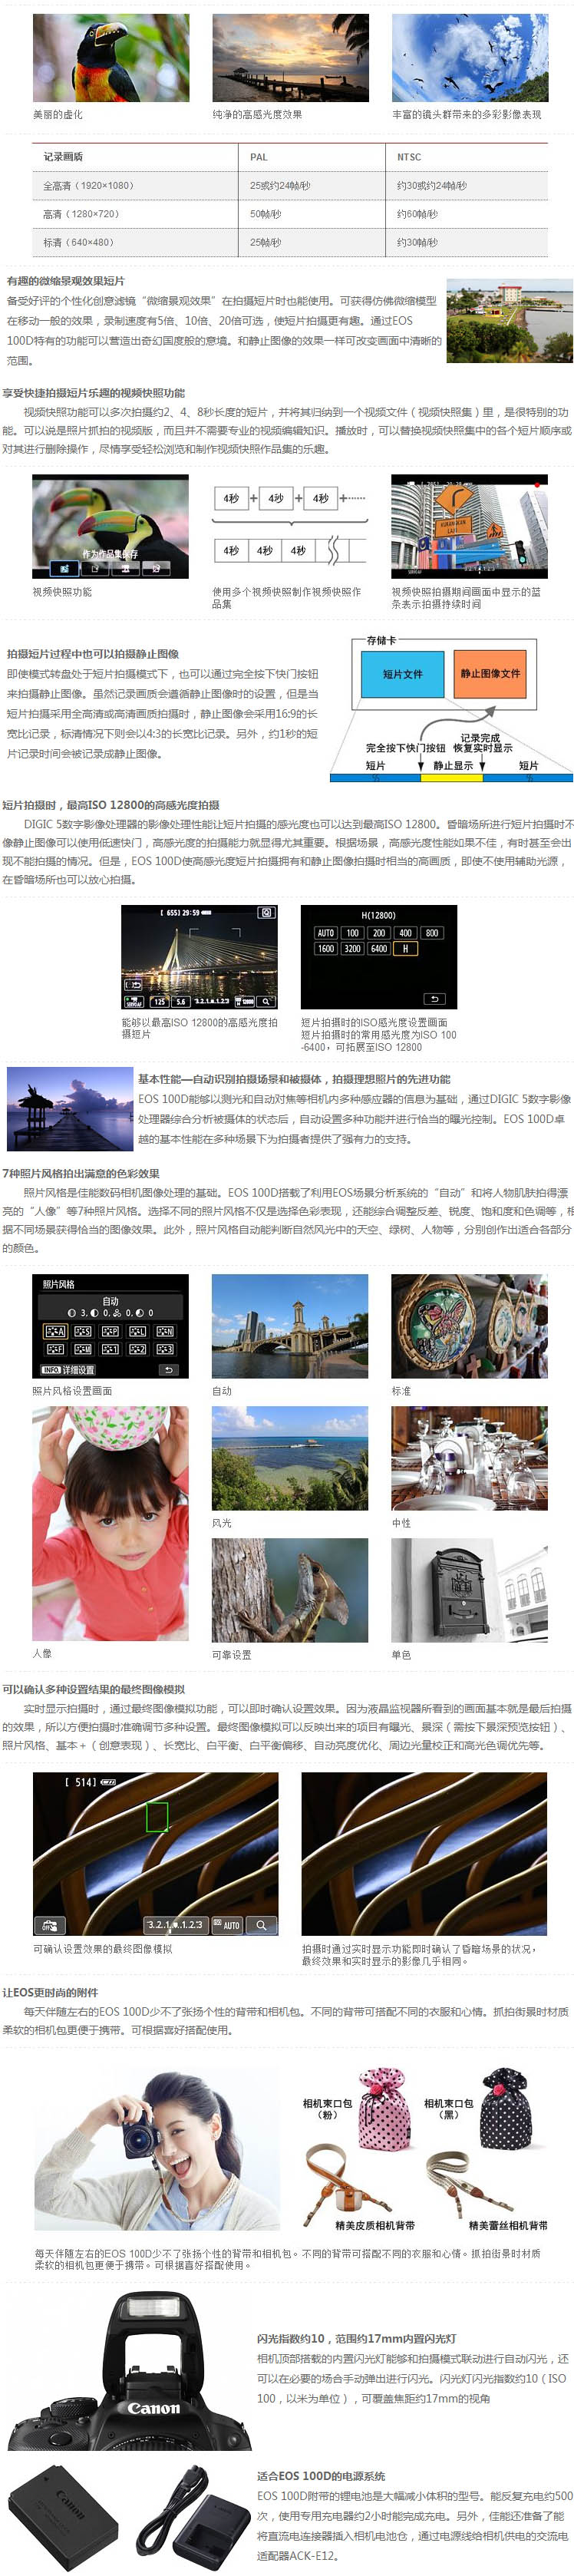 美丽的虚化
纯净的高感光度效果
丰富的镜头群带来的多彩影像表现
记录画质 PAL NTSC
全高清（1920×1080） 25或约24帧/秒 约30或约24帧/秒
高清（1280×720） 50帧/秒 约60帧/秒
标清（640×480） 25帧/秒 约30帧/秒
有趣的微缩景观效果短片
备受好评的个性化创意滤镜“微缩景观效果”在拍摄短片时也能使用。可获得仿佛微缩模型
在移动一般的效果，录制速度有5倍、10倍、20倍可选，使短片拍摄更有趣。通过EOS
100D特有的功能可以营造出奇幻国度般的意境。和静止图像的效果一样可改变画面中清晰的
范围。
享受快捷拍摄短片乐趣的视频快照功能
视频快照功能可以多次拍摄约2、4、8秒长度的短片，并将其归纳到一个视频文件（视频快照集）里，是很特别的功
能。可以说是照片抓拍的视频版，而且并不需要专业的视频编辑知识。播放时，可以替换视频快照集中的各个短片顺序或
对其进行删除操作，尽情享受轻松浏览和制作视频快照作品集的乐趣。
作为作品集保存
4秒 + 4秒 + 4秒 +······
4秒 4秒 4秒
视频快照功能
使用多个视频快照制作视频快照作
品集
视频快照拍摄期间画面中显示的蓝
条表示拍摄持续时间
拍摄短片过程中也可以拍摄静止图像
即使模式转盘处于短片拍摄模式下，也可以通过完全按下快门按钮
来拍摄静止图像。虽然记录画质会遵循静止图像时的设置，但是当
短片拍摄采用全高清或高清画质拍摄时，静止图像会采用16:9的长
宽比记录，标清情况下则会以4:3的长宽比记录。另外，约1秒的短
片记录时间会被记录成静止图像。
存储卡
短片文件 静止图像文件
完全按下快门按钮
记录完成
恢复实时显示
短片 静止显示 短片
短片拍摄时，最高ISO 12800的高感光度拍摄
DIGIC 5数字影像处理器的影像处理性能让短片拍摄的感光度也可以达到最高ISO 12800。昏暗场所进行短片拍摄时不
像静止图像可以使用低速快门，高感光度的拍摄能力就显得尤其重要。根据场景，高感光度性能如果不佳，有时甚至会出
现不能拍摄的情况。但是，EOS 100D使高感光度短片拍摄拥有和静止图像拍摄时相当的高画质，即使不使用辅助光源，
在昏暗场所也可以放心拍摄。
[ 655] 29:59
125 5.6
H(12800)
AUTO 100 200 400 800
1600 3200 6400 H
能够以最高ISO 12800的高感光度拍
摄短片
短片拍摄时的ISO感光度设置画面
短片拍摄时的常用感光度为ISO 100
-6400，可拓展至ISO 12800
基本性能—自动识别拍摄场景和被摄体，拍摄理想照片的先进功能
EOS 100D能够以测光和自动对焦等相机内多种感应器的信息为基础，通过DIGIC 5数字影像
处理器综合分析被摄体的状态后，自动设置多种功能并进行恰当的曝光控制。EOS 100D卓
越的基本性能在多种场景下为拍摄者提供了强有力的支持。
7种照片风格拍出满意的色彩效果
照片风格是佳能数码相机图像处理的基础。EOS 100D搭载了利用EOS场景分析系统的“自动”和将人物肌肤拍得漂
亮的“人像”等7种照片风格。选择不同的照片风格不仅是选择色彩表现，还能综合调整反差、锐度、饱和度和色调等，根
据不同场景获得恰当的图像效果。此外，照片风格自动能判断自然风光中的天空、绿树、人物等，分别创作出适合各部分
的颜色。
照片风格
自动
3, 0, 0, 0
A S P L N
F M 1 2 3
INFO. 详细设置
照片风格设置画面
自动
标准
风光
中性
人像
可靠设置
单色
可以确认多种设置结果的最终图像模拟
实时显示拍摄时，通过最终图像模拟功能，可以即时确认设置效果。因为液晶监视器所看到的画面基本就是最后拍摄
的效果，所以方便拍摄时准确调节多种设置。最终图像模拟可以反映出来的项目有曝光、景深（需按下景深预览按钮）、
照片风格、基本＋（创意表现）、长宽比、白平衡、白平衡偏移、自动亮度优化、周边光量校正和高光色调优先等。
[ 514]
OFF 3..2..1..1..2..3 ISO AUTO
可确认设置效果的最终图像模拟
拍摄时通过实时显示功能即时确认了昏暗场景的状况，
最终效果和实时显示的影像几乎相同。
让EOS更时尚的附件
每天伴随左右的EOS 100D少不了张扬个性的背带和相机包。不同的背带可搭配不同的衣服和心情。抓拍街景时材质
柔软的相机包更便于携带。可根据喜好搭配使用。
相机束口包
（粉）
相机束口包
（黑）
精美皮质相机背带
精美蕾丝相机背带
每天伴随左右的EOS 100D少不了张扬个性的背带和相机包。不同的背带可搭配不同的衣服和心情。抓拍街景时材质
柔软的相机包更便于携带。可根据喜好搭配使用。
Canon
闪光指数约10，范围约17mm内置闪光灯
相机顶部搭载的内置闪光灯能够和拍摄模式联动进行自动闪光，还
可以在必要的场合手动弹出进行闪光。闪光灯闪光指数约10（ISO
100，以米为单位），可覆盖焦距约17mm的视角
Canon
适合EOS 100D的电源系统
EOS 100D附带的锂电池是大幅减小体积的型号。能反复充电约500
次，使用专用充电器约2小时能完成充电。另外，佳能还准备了能
将直流电连接器插入相机电池仓，通过电源线给相机供电的交流电
适配器ACK-E12。